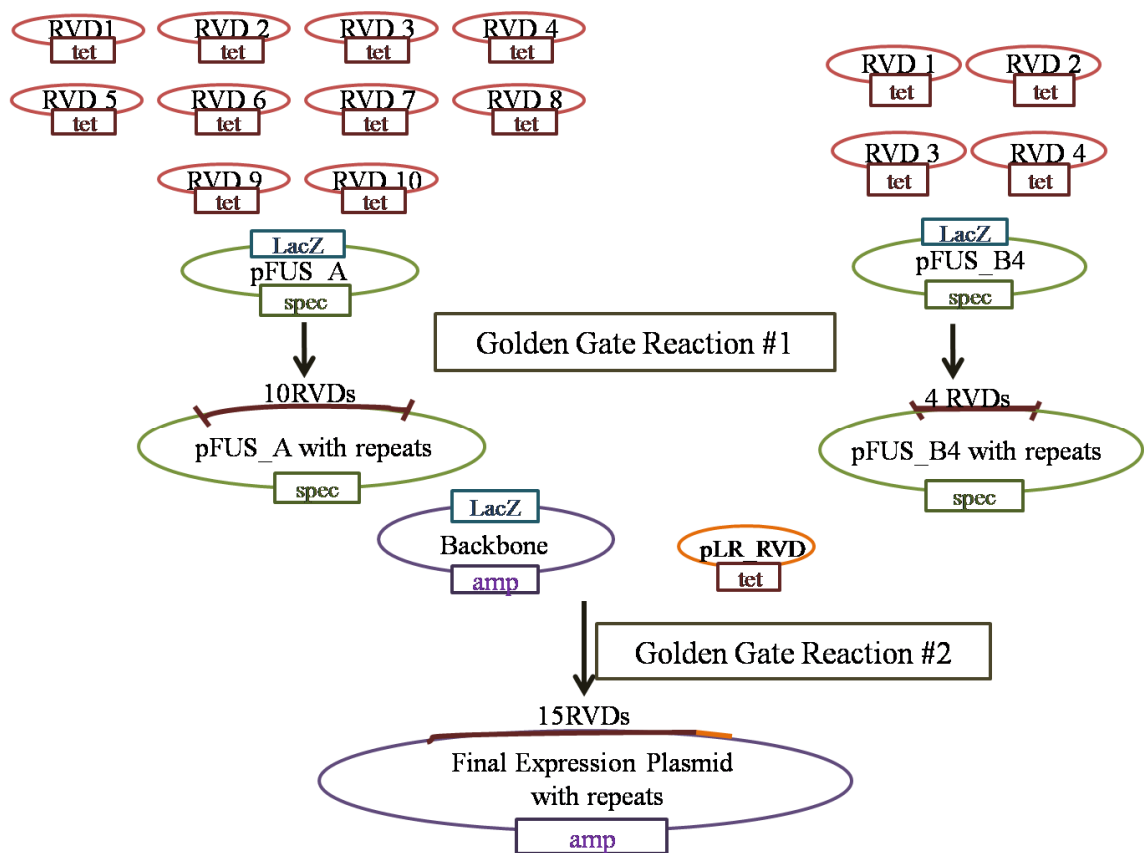 RVD1 RVD 2 RVD 3 RVD 4
tet tet tet tet
RVD 5 RVD 6 RVD 7 RVD 8
tet tet tet tet
RVD 9 RVD 10
tet tet
LacZ
pFUS_A
spec
RVD 1 RVD 2
tet tet
RVD 3 RVD 4
tet tet
LacZ
pFUS_B4
spec
Golden Gate Reaction #1
10RVDs
pFUS_A with repeats
spec
4 RVDs
pFUS_B4 with repeats
spec
LacZ
Backbone
amp
pLR_RVD
tet
Golden Gate Reaction #2
15RVDs
Final Expression Plasmid
with repeats
amp